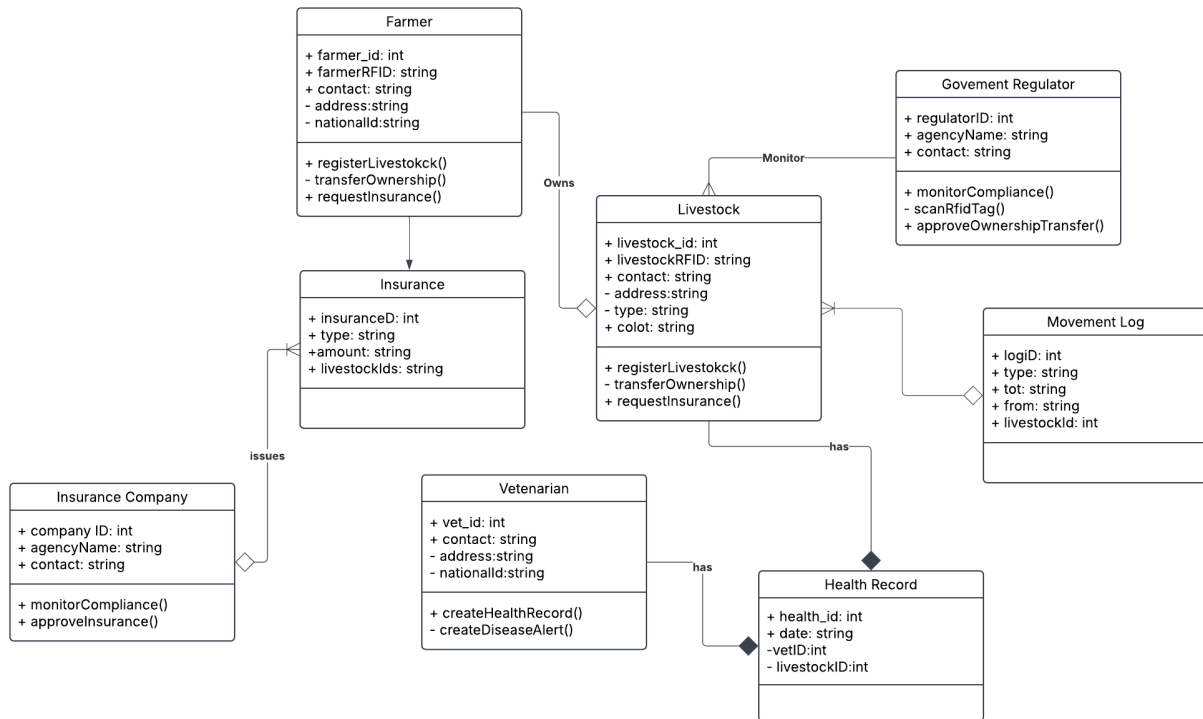 Farmer
+ farmer_id: int
+ farmerRFID: string
+ contact: string
- address:string
- nationalId:string
+ registerLivestokck()
- transferOwnership()
+ requestInsurance()
Owns
Goverment Regulator
+ regulatorID: int
+ agencyName: string
+ contact: string
+ monitorCompliance()
- scanRfidTag()
+ approveOwnershipTransfer()
Monitor
Livestock
+ livestock_id: int
+ livestockRFID: string
+ contact: string
- address:string
- type: string
+ colot: string
+ registerLivestokck()
- transferOwnership()
+ requestInsurance()
Insurance
+ insuranceD: int
+ type: string
+amount: string
+ livestockIds: string
issues
Movement Log
+ logiD: int
+ type: string
+ tot: string
+ from: string
+ livestockId: int
has
Insurance Company
+ company ID: int
+ agencyName: string
+ contact: string
+ monitorCompliance()
+ approveInsurance()
Vetenarian
+ vet_id: int
+ contact: string
- address:string
- nationalId:string
+ createHealthRecord()
- createDiseaseAlert()
has
Health Record
+ health_id: int
+ date: string
-vetID:int
- livestockID:int